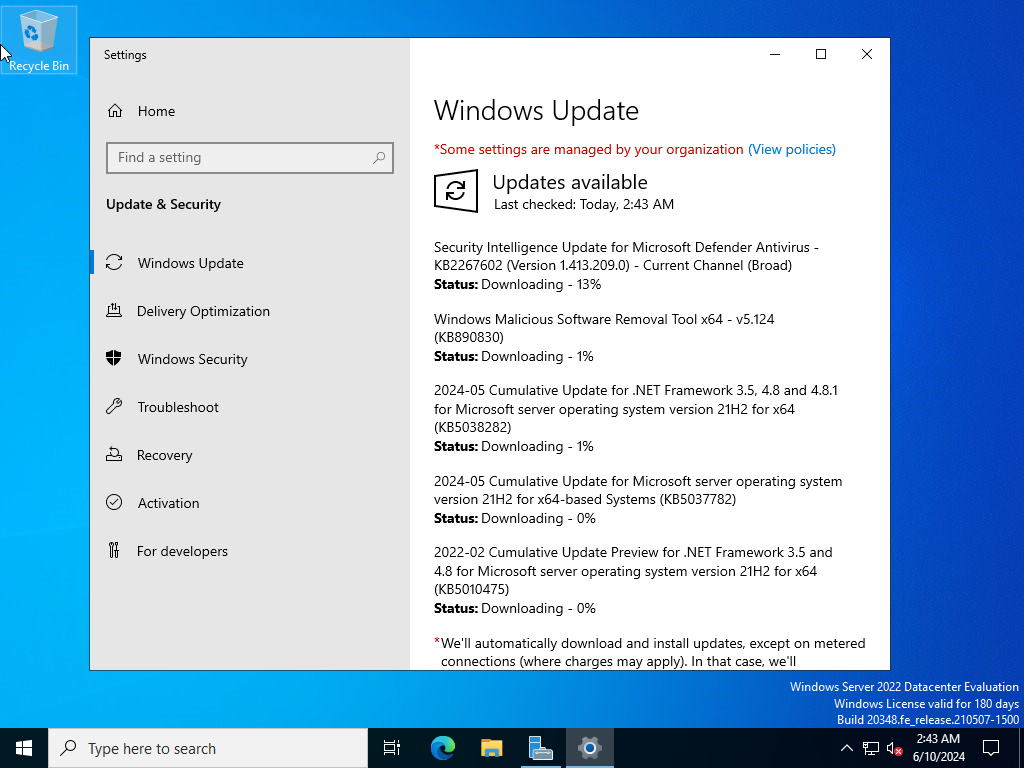 Recycle Bin
Settings
Home
Find a setting
Update & Security
Windows Update
Delivery Optimization
Windows Security
Troubleshoot
Recovery
Activation
For developers
Windows Update
*Some settings are managed by your organization (View policies)
Updates available
Last checked: Today, 2:43 AM
Security Intelligence Update for Microsoft Defender Antivirus -
KB2267602 (Version 1.413.209.0) - Current Channel (Broad)
Status: Downloading - 13%
Windows Malicious Software Removal Tool x64 - v5.124
(KB890830)
Status: Downloading - 1%
2024-05 Cumulative Update for .NET Framework 3.5, 4.8 and 4.8.1
for Microsoft server operating system version 21H2 for x64
(KB5038282)
Status: Downloading - 1%
2024-05 Cumulative Update for Microsoft server operating system
version 21H2 for x64-based Systems (KB5037782)
Status: Downloading - 0%
2022-02 Cumulative Update Preview for .NET Framework 3.5 and
4.8 for Microsoft server operating system version 21H2 for x64
(KB5010475)
Status: Downloading - 0%
*We'll automatically download and install updates, except on metered
connections (where charges may apply). In that case, we'll
Windows Server 2022 Datacenter Evaluation
Windows License valid for 180 days
Build 20348.fe_release.210507-1500
Type here to search
2:43 AM
6/10/2024